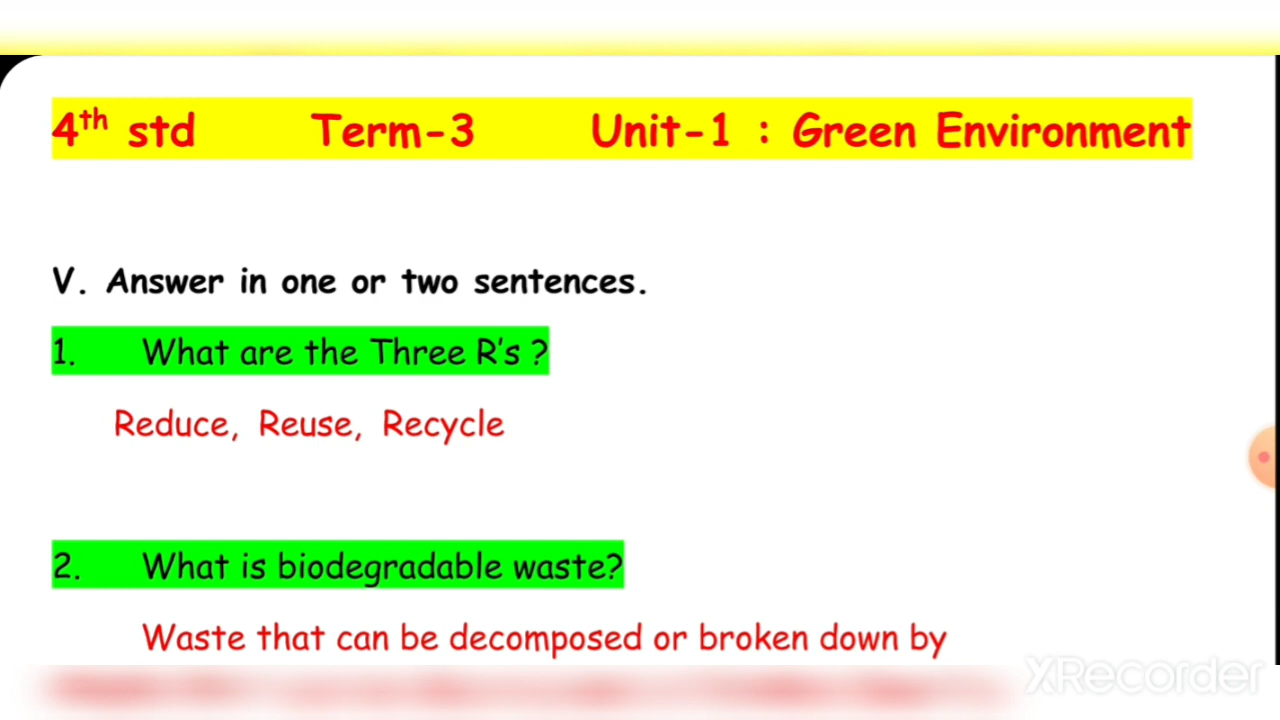 4th std Term-3 Unit-1 : Green Environment
V. Answer in one or two sentences.
1. What are the Three R's ?
Reduce, Reuse, Recycle
2. What is biodegradable waste?
Waste that can be decomposed or broken down by
XRecorder